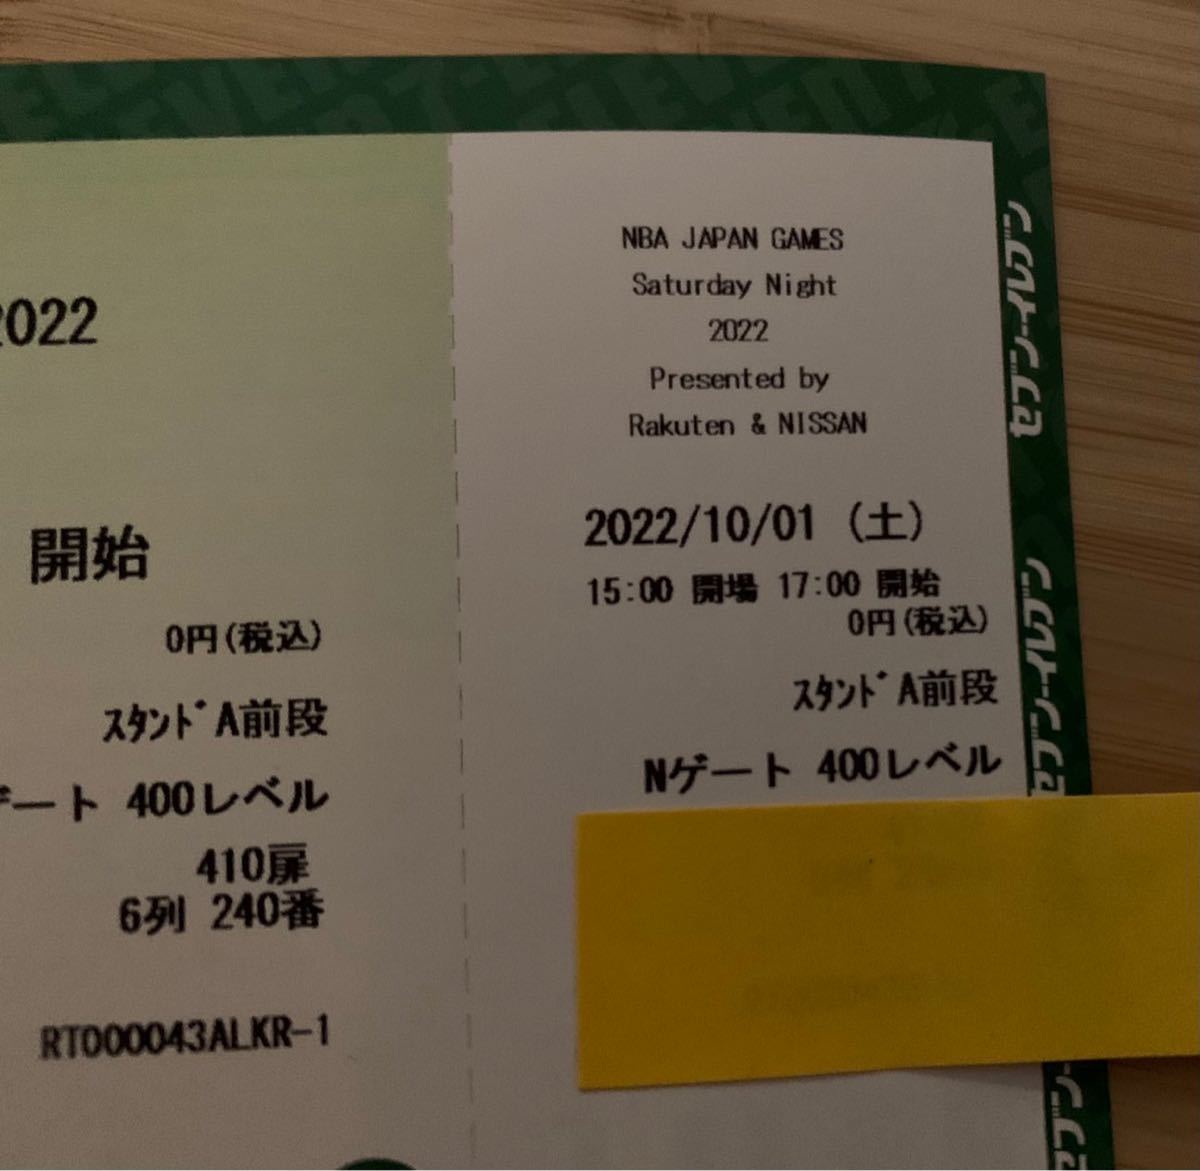 2022
開始
0円(税込)
スタンドA前段
ゲート 400レベル
410扉
6列 240番
RT000043ALKR-1
NBA JAPAN GAMES
Saturday Night
2022
Presented by
Rakuten & NISSAN
2022/10/01 (土)
15:00 開場 17:00 開始
0円(税込)
スタンドA前段
Nゲート 400レベル
セブン-イレブン
セブン-イレブン
セブン-